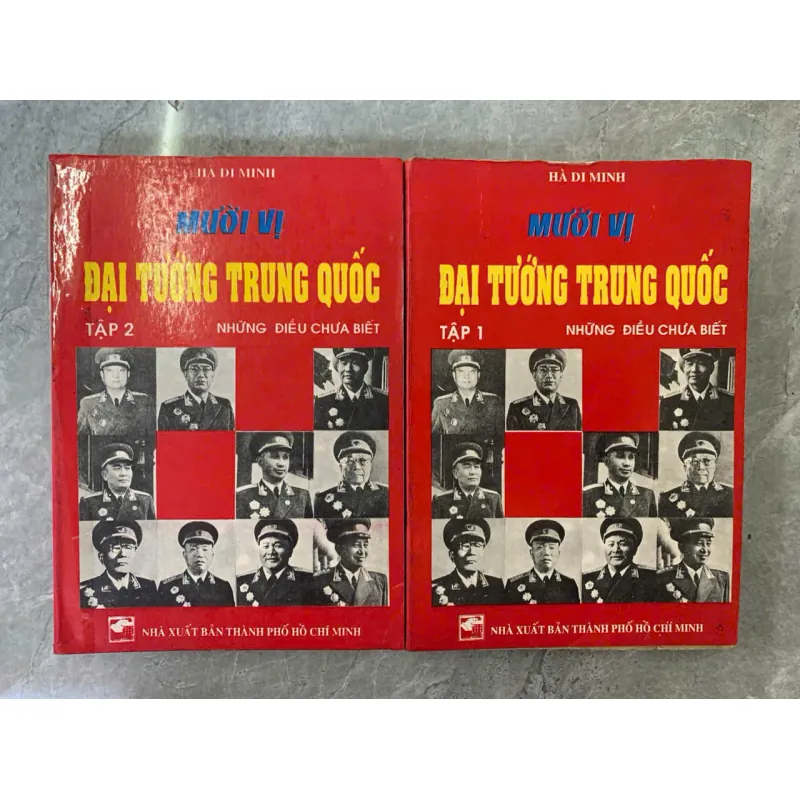 HÀ DI MINH
MƯỜI VỊ
ĐẠI TƯỚNG TRUNG QUỐC
TẬP 2 NHỮNG ĐIỀU CHƯA BIẾT
NHÀ XUẤT BẢN THÀNH PHỐ HỒ CHÍ MINH
HÀ DI MINH
MƯỜI VỊ
ĐẠI TƯỚNG TRUNG QUỐC
TẬP 1 NHỮNG ĐIỀU CHƯA BIẾT
NHÀ XUẤT BẢN THÀNH PHỐ HỒ CHÍ MINH